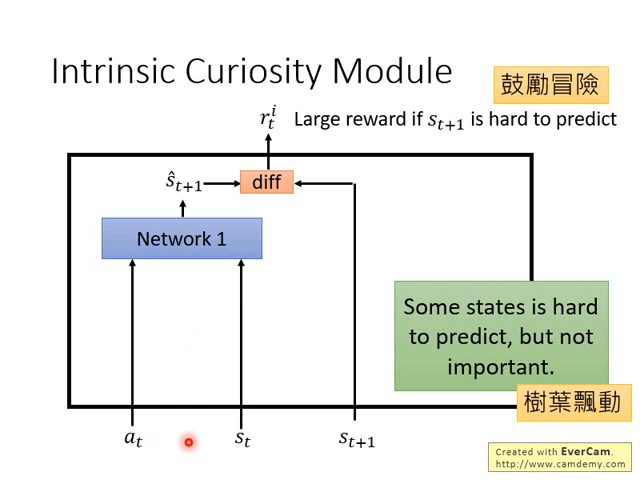 Intrinsic Curiosity Module
鼓勵冒險
r_t^i Large reward if s_{t+1} is hard to predict
ŝ_{t+1}
diff
Network 1
Some states is hard
to predict, but not
important.
樹葉飄動
a_t
s_t
s_{t+1}
Created with EverCam.
http://www.camdemy.com